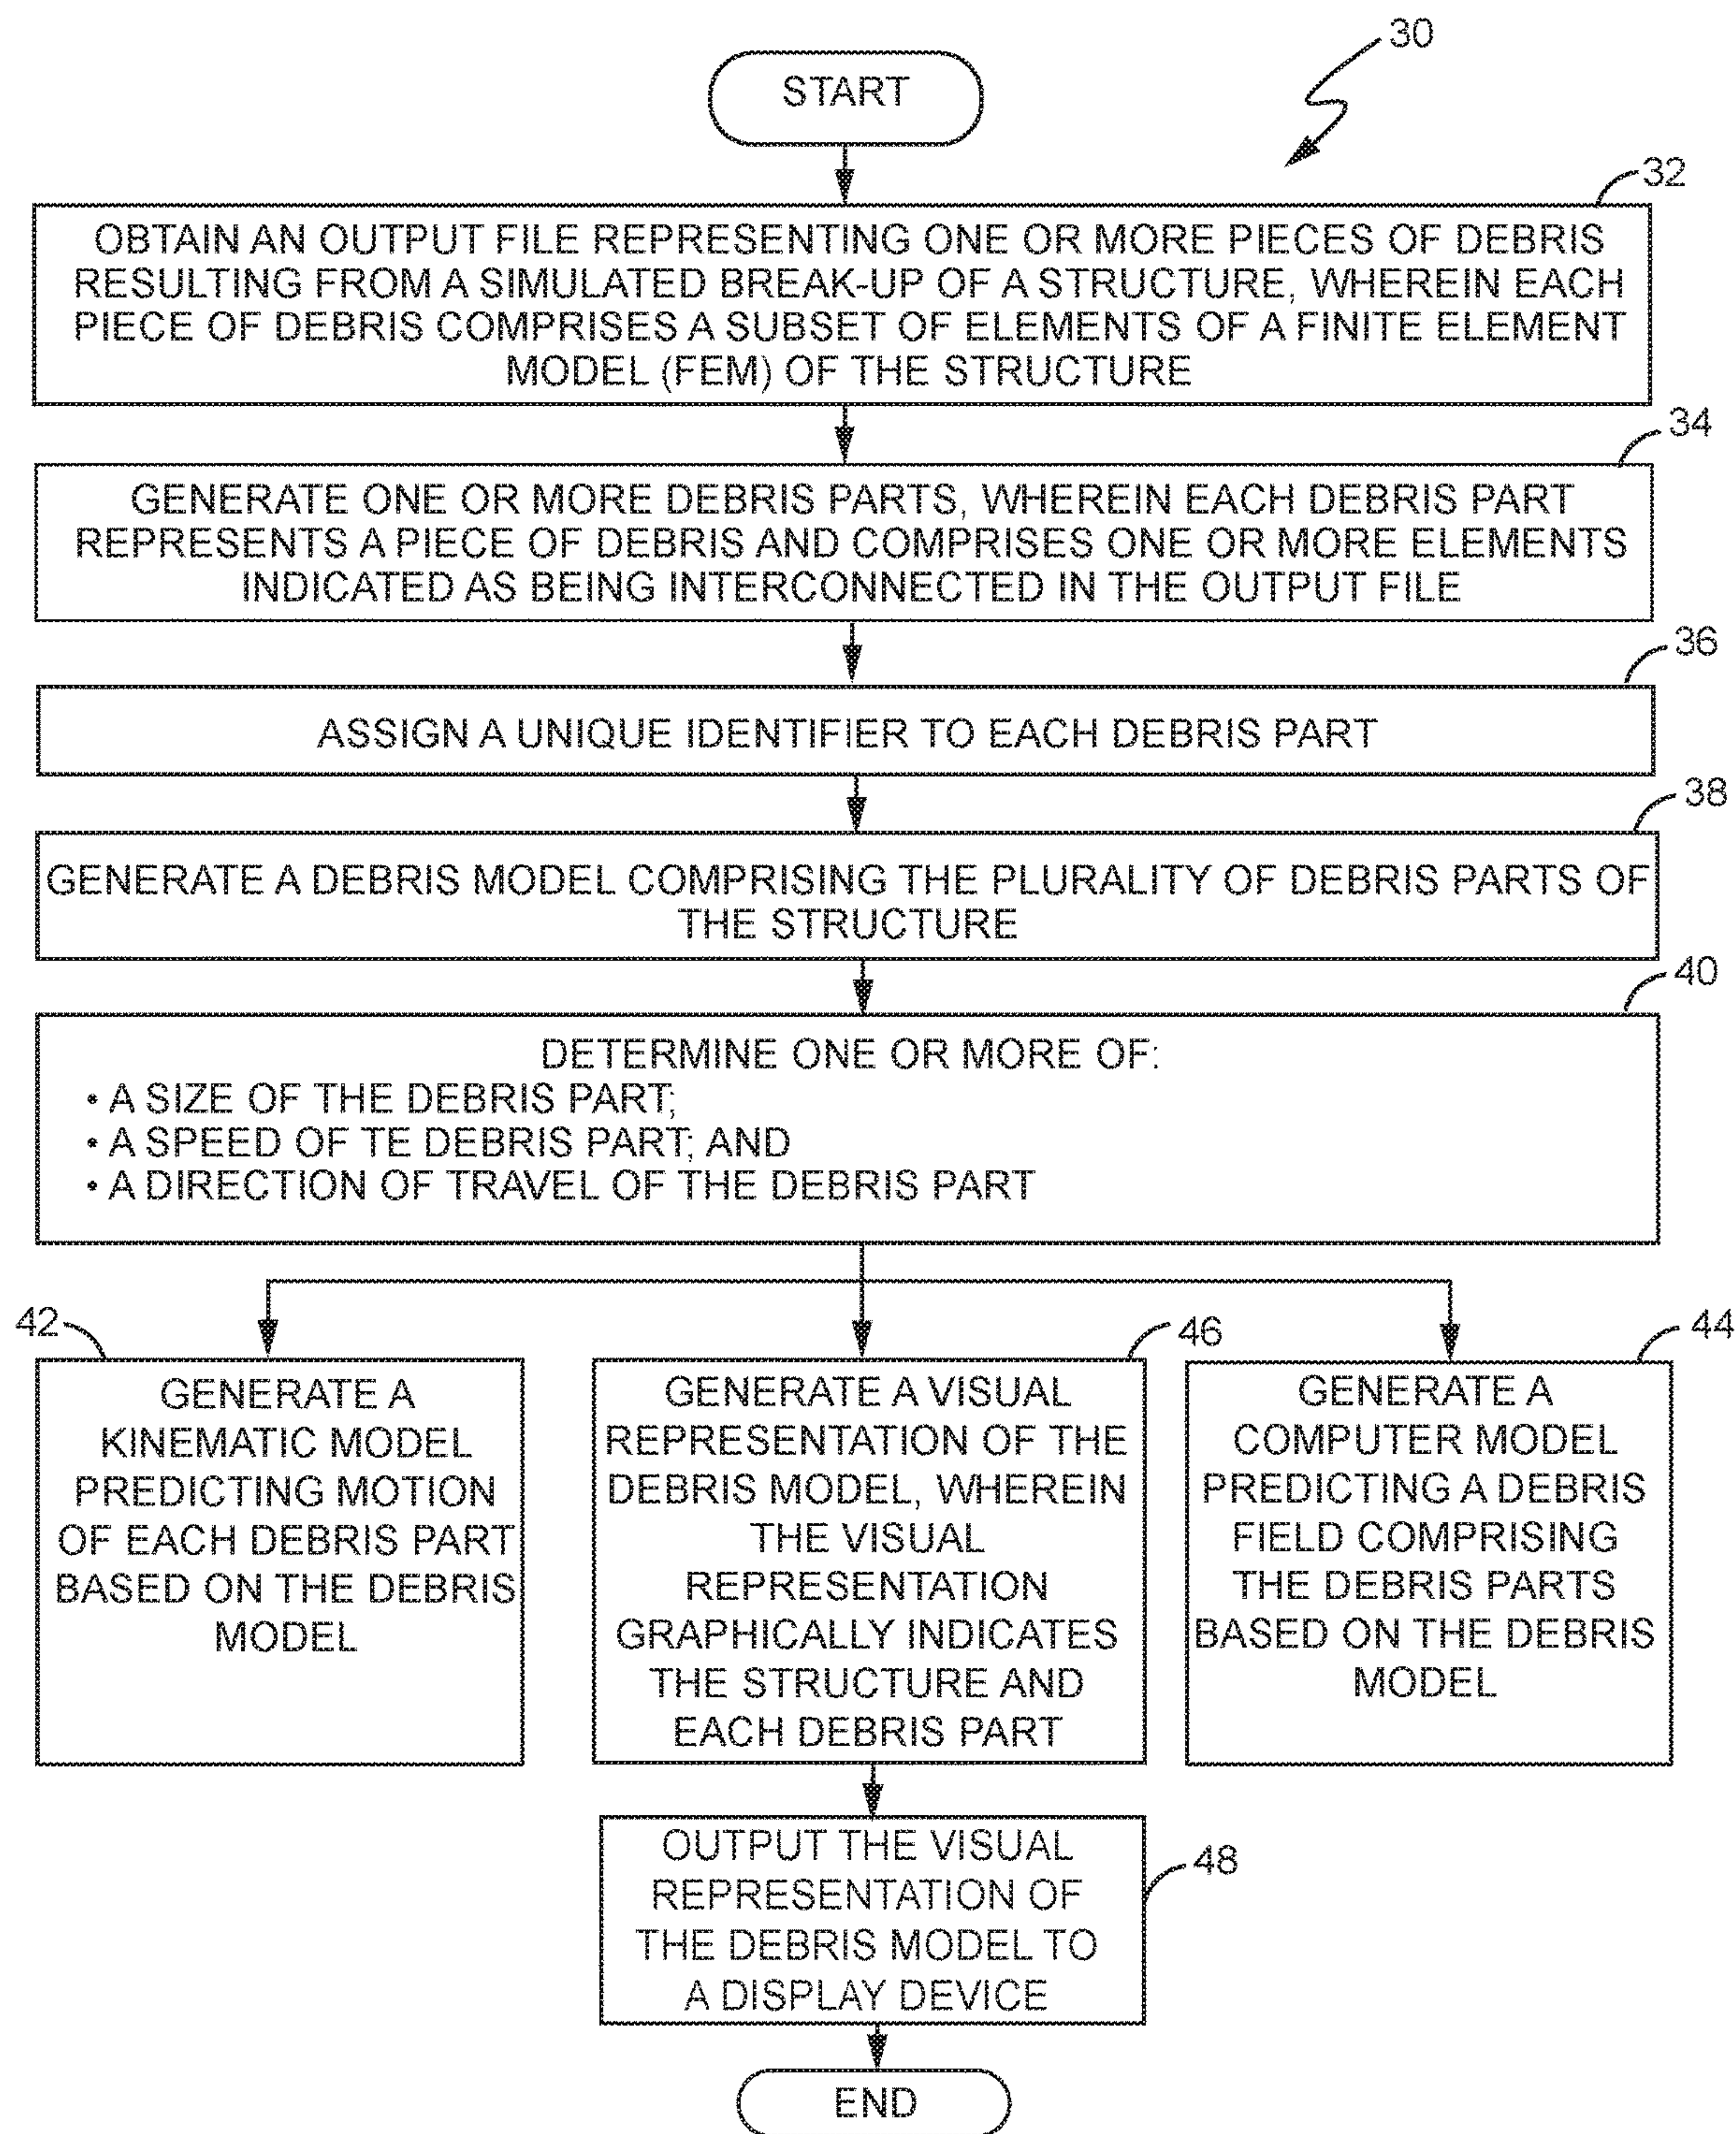 30
START
32
OBTAIN AN OUTPUT FILE REPRESENTING ONE OR MORE PIECES OF DEBRIS
RESULTING FROM A SIMULATED BREAK-UP OF A STRUCTURE, WHEREIN EACH
PIECE OF DEBRIS COMPRISES A SUBSET OF ELEMENTS OF A FINITE ELEMENT
MODEL (FEM) OF THE STRUCTURE
34
GENERATE ONE OR MORE DEBRIS PARTS, WHEREIN EACH DEBRIS PART
REPRESENTS A PIECE OF DEBRIS AND COMPRISES ONE OR MORE ELEMENTS
INDICATED AS BEING INTERCONNECTED IN THE OUTPUT FILE
36
ASSIGN A UNIQUE IDENTIFIER TO EACH DEBRIS PART
38
GENERATE A DEBRIS MODEL COMPRISING THE PLURALITY OF DEBRIS PARTS OF
THE STRUCTURE
40
DETERMINE ONE OR MORE OF:
• A SIZE OF THE DEBRIS PART;
• A SPEED OF TE DEBRIS PART; AND
• A DIRECTION OF TRAVEL OF THE DEBRIS PART
42
GENERATE A
KINEMATIC MODEL
PREDICTING MOTION
OF EACH DEBRIS PART
BASED ON THE DEBRIS
MODEL
46
GENERATE A VISUAL
REPRESENTATION OF THE
DEBRIS MODEL, WHEREIN
THE VISUAL
REPRESENTATION
GRAPHICALLY INDICATES
THE STRUCTURE AND
EACH DEBRIS PART
44
GENERATE A
COMPUTER MODEL
PREDICTING A DEBRIS
FIELD COMPRISING
THE DEBRIS PARTS
BASED ON THE DEBRIS
MODEL
48
OUTPUT THE VISUAL
REPRESENTATION OF
THE DEBRIS MODEL TO
A DISPLAY DEVICE
END